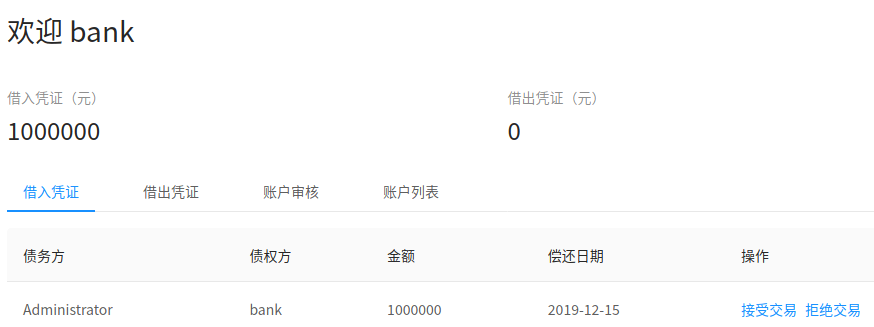 欢迎 bank
借入凭证（元） 借出凭证（元）
1000000 0
借入凭证 借出凭证 账户审核 账户列表
债务方 债权方 金额 偿还日期 操作
Administrator bank 1000000 2019-12-15 接受交易 拒绝交易